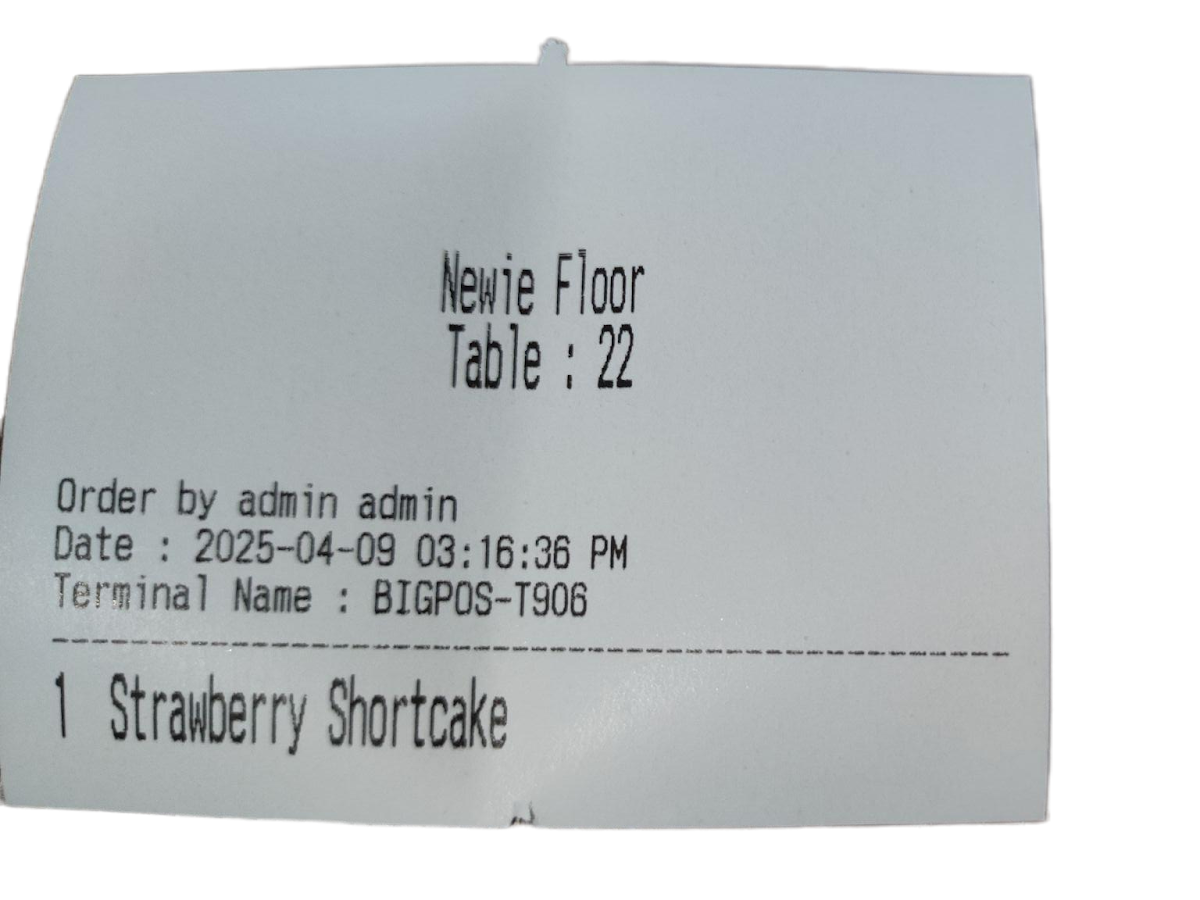 Newie Floor
Table : 22
Order by admin admin
Date : 2025-04-09 03:16:36 PM
Terminal Name : BIGPOS-T906
1 Strawberry Shortcake